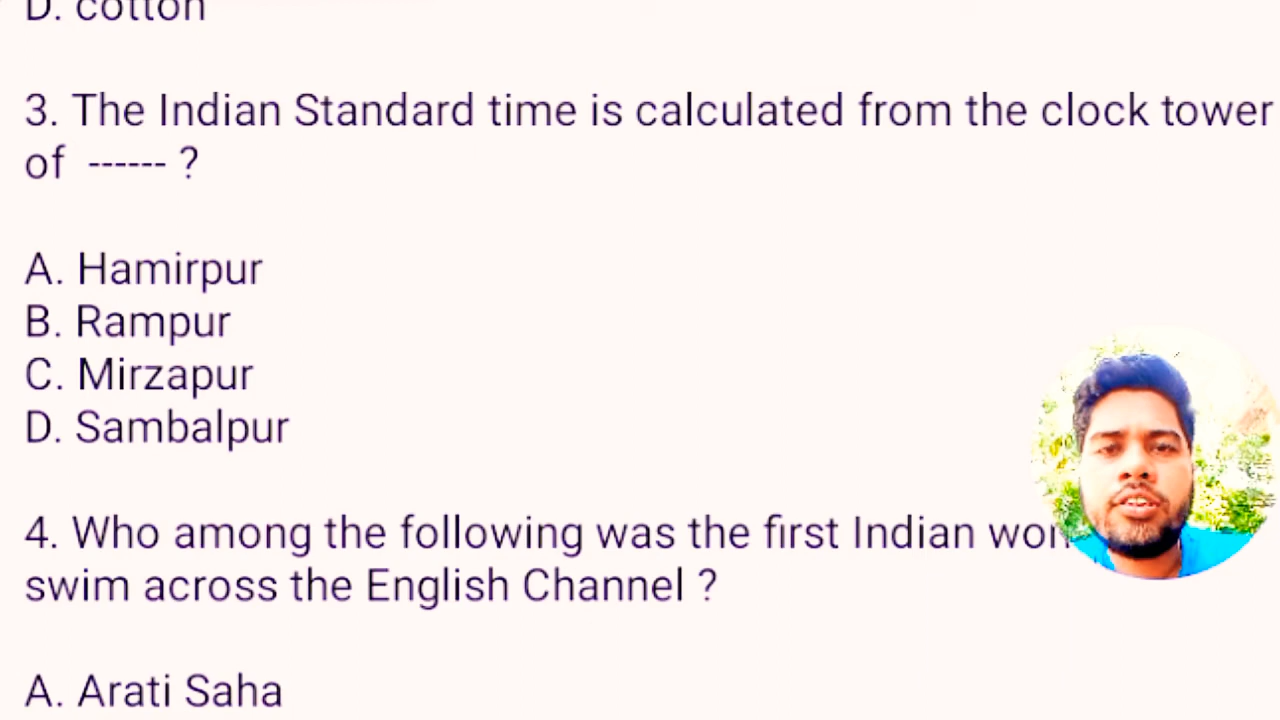 D. cotton
3. The Indian Standard time is calculated from the clock tower
of ------ ?
A. Hamirpur
B. Rampur
C. Mirzapur
D. Sambalpur
4. Who among the following was the first Indian
swim across the English Channel ?
A. Arati Saha